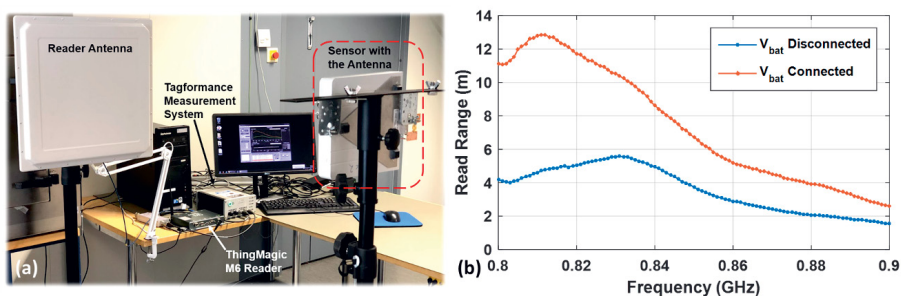 (a)
Reader Antenna
Tagformance
Measurement
System
Sensor with
the Antenna
ThingMagic
M6 Reader
(b)
Read Range (m)
14
12
10
8
6
4
2
0
V_bat Disconnected
V_bat Connected
0.8
0.82
0.84
0.86
0.88
0.9
Frequency (GHz)